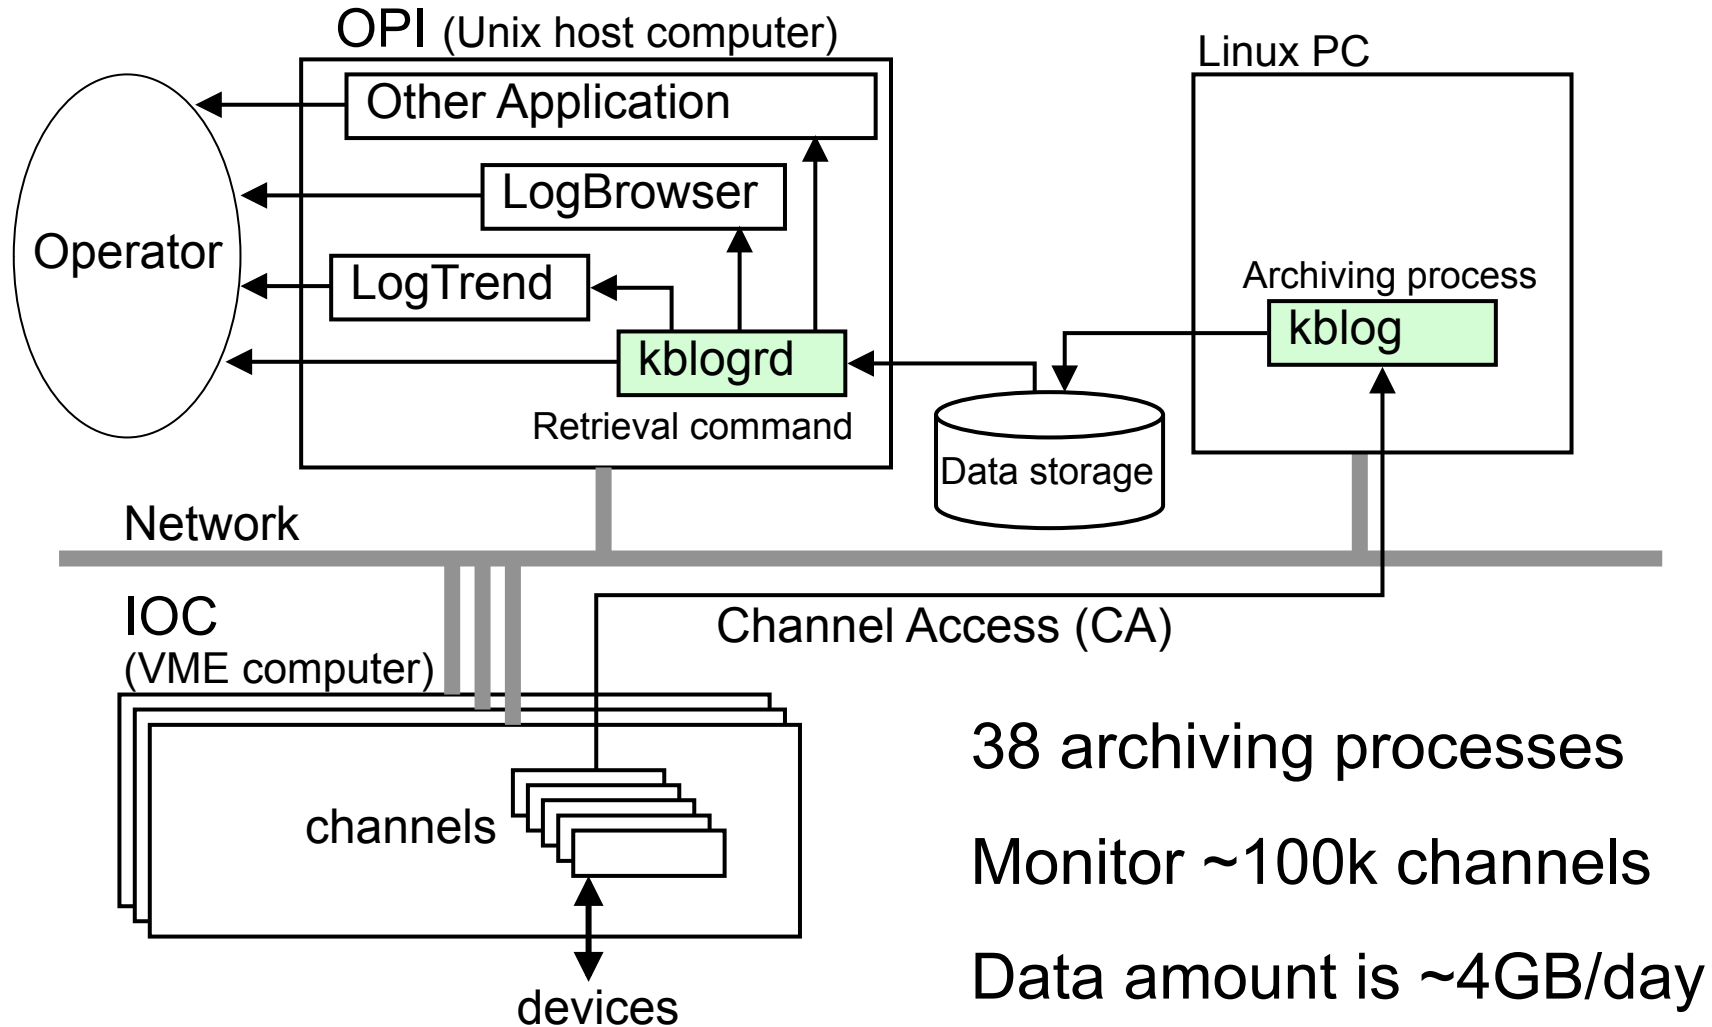 OPI (Unix host computer)
Linux PC
Other Application
LogBrowser
Operator
LogTrend
Archiving process
kblog
kblogrd
Retrieval command
Data storage
Network
IOC
(VME computer)
Channel Access (CA)
38 archiving processes
channels
Monitor ~100k channels
Data amount is ~4GB/day
devices